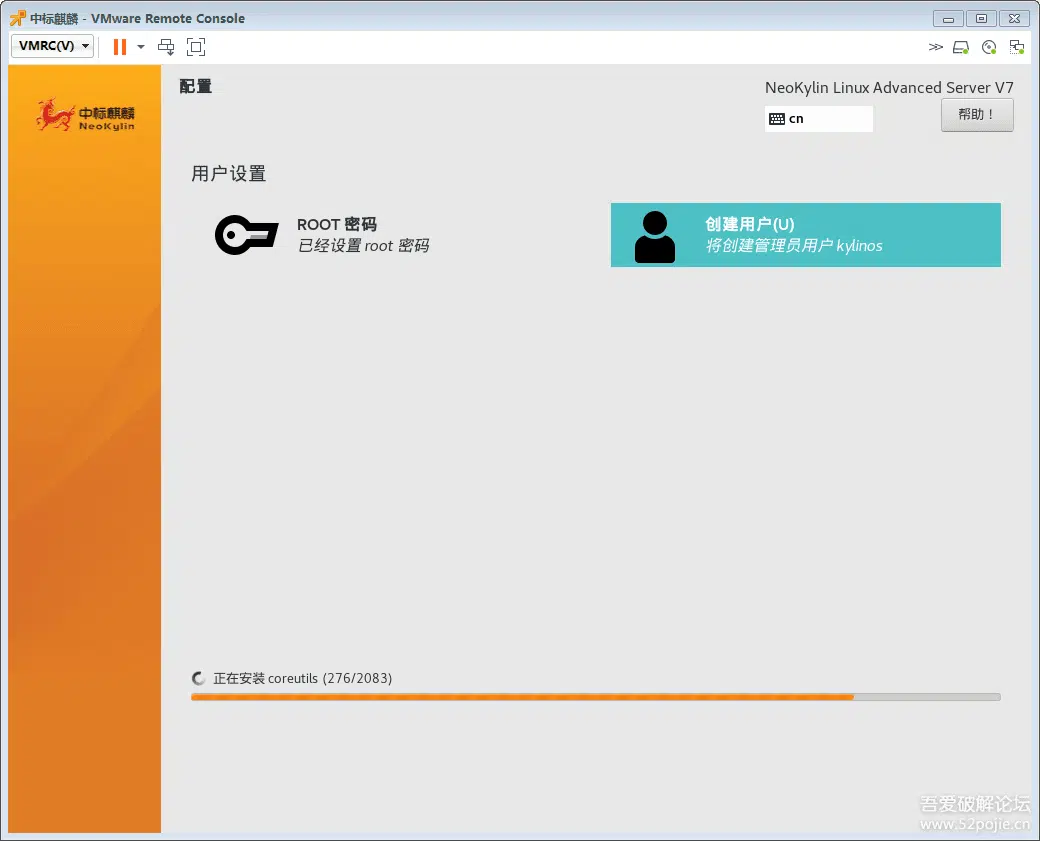 中标麒麟 - VMware Remote Console
VMRC(V)
中标麒麟
NeoKylin
配置
NeoKylin Linux Advanced Server V7
cn
帮助！
用户设置
ROOT 密码
已经设置 root 密码
创建用户(U)
将创建管理员用户 kylinos
正在安装 coreutils (276/2083)
吾爱破解论坛
www.52pojie.cn